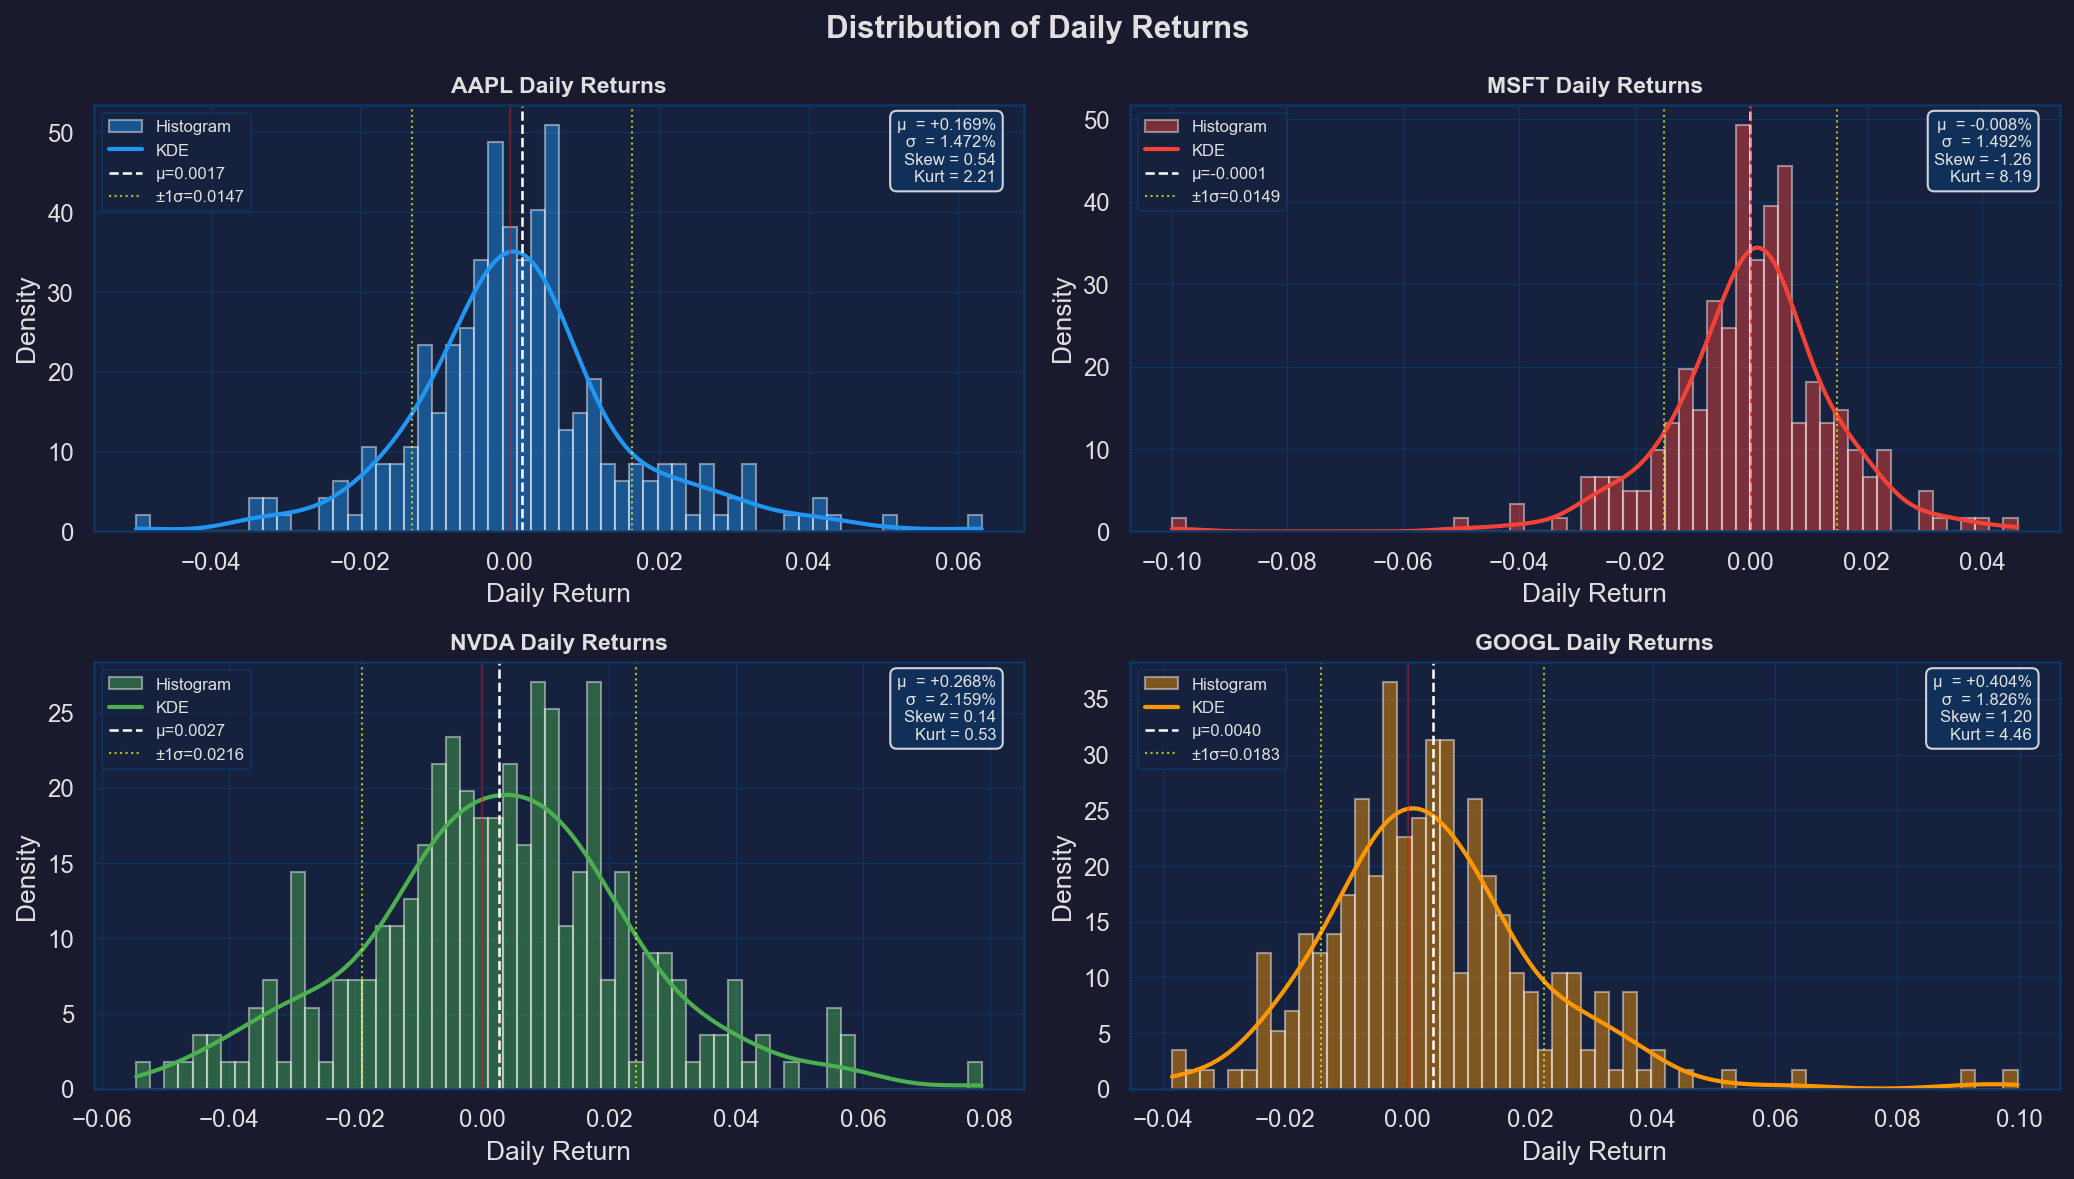 Distribution of Daily Returns
AAPL Daily Returns
Histogram
KDE
μ=0.0017
±1σ=0.0147
μ = +0.169%
σ = 1.472%
Skew = 0.54
Kurt = 2.21
50
40
30
20
10
0
Density
−0.04 −0.02 0.00 0.02 0.04 0.06
Daily Return
MSFT Daily Returns
Histogram
KDE
μ=-0.0001
±1σ=0.0149
μ = -0.008%
σ = 1.492%
Skew = -1.26
Kurt = 8.19
50
40
30
20
10
0
Density
−0.10 −0.08 −0.06 −0.04 −0.02 0.00 0.02 0.04
Daily Return
NVDA Daily Returns
Histogram
KDE
μ=0.0027
±1σ=0.0216
μ = +0.268%
σ = 2.159%
Skew = 0.14
Kurt = 0.53
25
20
15
10
5
0
Density
−0.06 −0.04 −0.02 0.00 0.02 0.04 0.06 0.08
Daily Return
GOOGL Daily Returns
Histogram
KDE
μ=0.0040
±1σ=0.0183
μ = +0.404%
σ = 1.826%
Skew = 1.20
Kurt = 4.46
35
30
25
20
15
10
5
0
Density
−0.04 −0.02 0.00 0.02 0.04 0.06 0.08 0.10
Daily Return